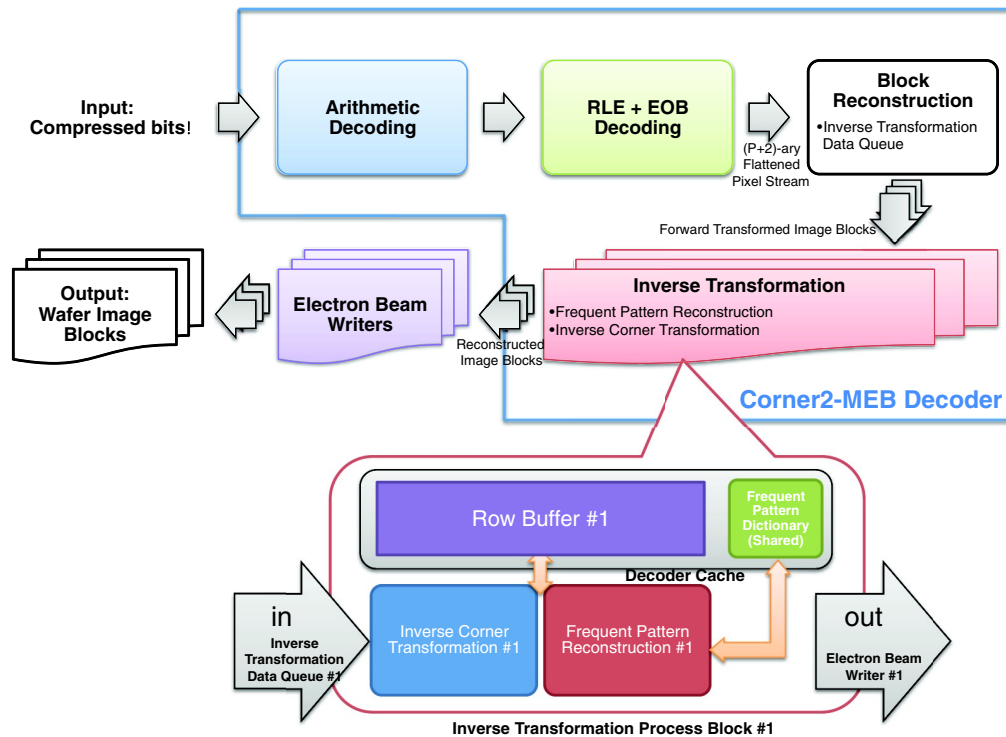 Input:
Compressed bits!
Arithmetic
Decoding
RLE + EOB
Decoding
(P+2)-ary
Flattened
Pixel Stream
Block
Reconstruction
•Inverse Transformation
Data Queue
Forward Transformed Image Blocks
Output:
Wafer Image
Blocks
Electron Beam
Writers
Reconstructed
Image Blocks
Inverse Transformation
•Frequent Pattern Reconstruction
•Inverse Corner Transformation
Corner2-MEB Decoder
Row Buffer #1
Frequent
Pattern
Dictionary
(Shared)
Decoder Cache
in
Inverse
Transformation
Data Queue #1
Inverse Corner
Transformation #1
Frequent Pattern
Reconstruction #1
out
Electron Beam
Writer #1
Inverse Transformation Process Block #1